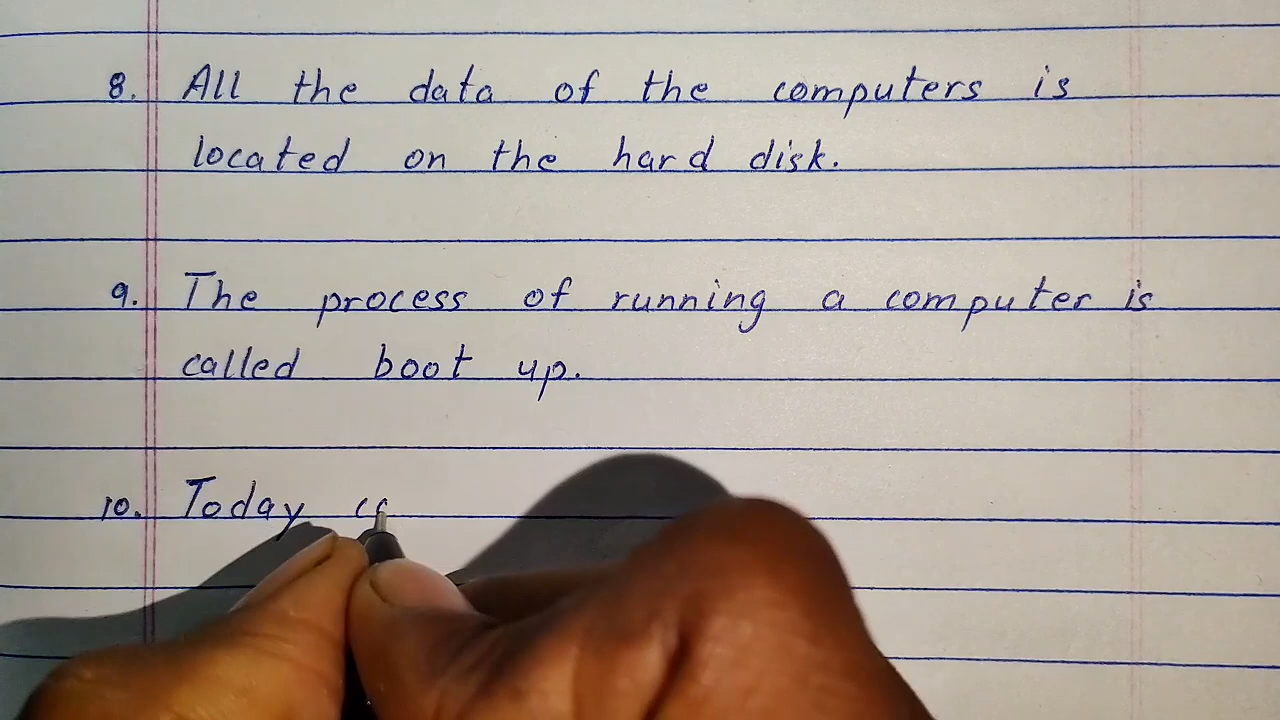 8. All the data of the computers is
located on the hard disk.
9. The process of running a computer is
called boot up.
10. Today